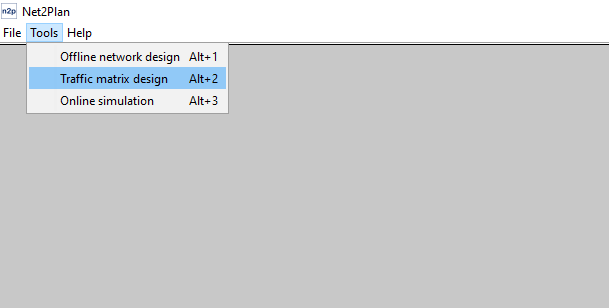 n2p Net2Plan
File Tools Help
Offline network design Alt+1
Traffic matrix design Alt+2
Online simulation Alt+3